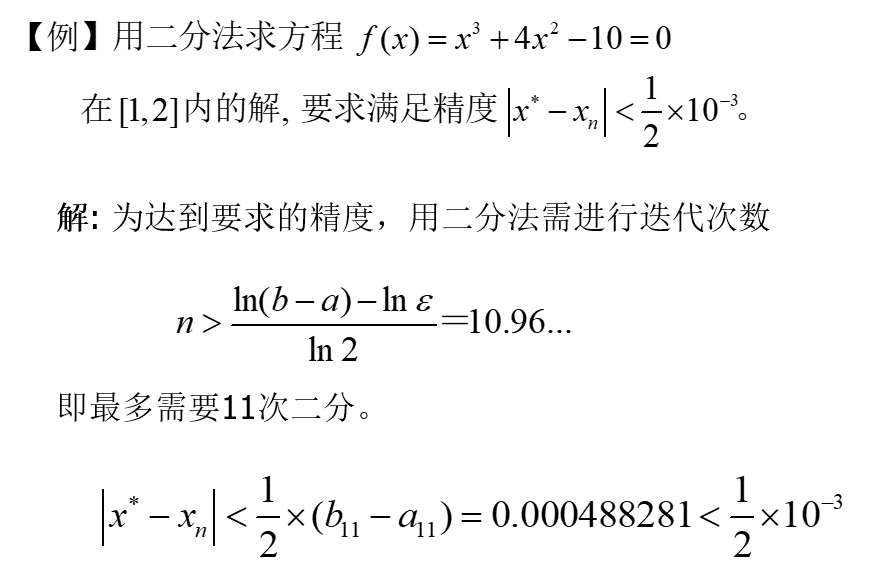 【例】用二分法求方程 f(x) = x³ + 4x² − 10 = 0
在[1,2]内的解, 要求满足精度|x* − xₙ| < 1/2 × 10⁻³。
解: 为达到要求的精度，用二分法需进行迭代次数
n > (ln(b − a) − ln ε)/(ln 2) = 10.96...
即最多需要11次二分。
|x* − xₙ| < 1/2 × (b₁₁ − a₁₁) = 0.000488281 < 1/2 × 10⁻³